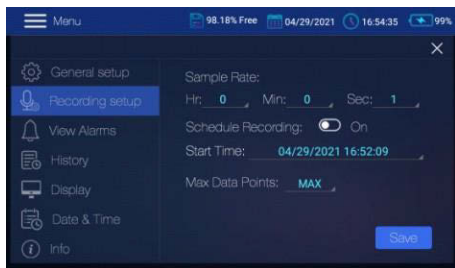 Menu 98.18% Free 04/29/2021 16:54:35 99%
General setup
Recording setup
View Alarms
History
Display
Date & Time
Info
Sample Rate:
Hr: 0 Min: 0 Sec: 1
Schedule Recording: On
Start Time: 04/29/2021 16:52:09
Max Data Points: MAX
Save